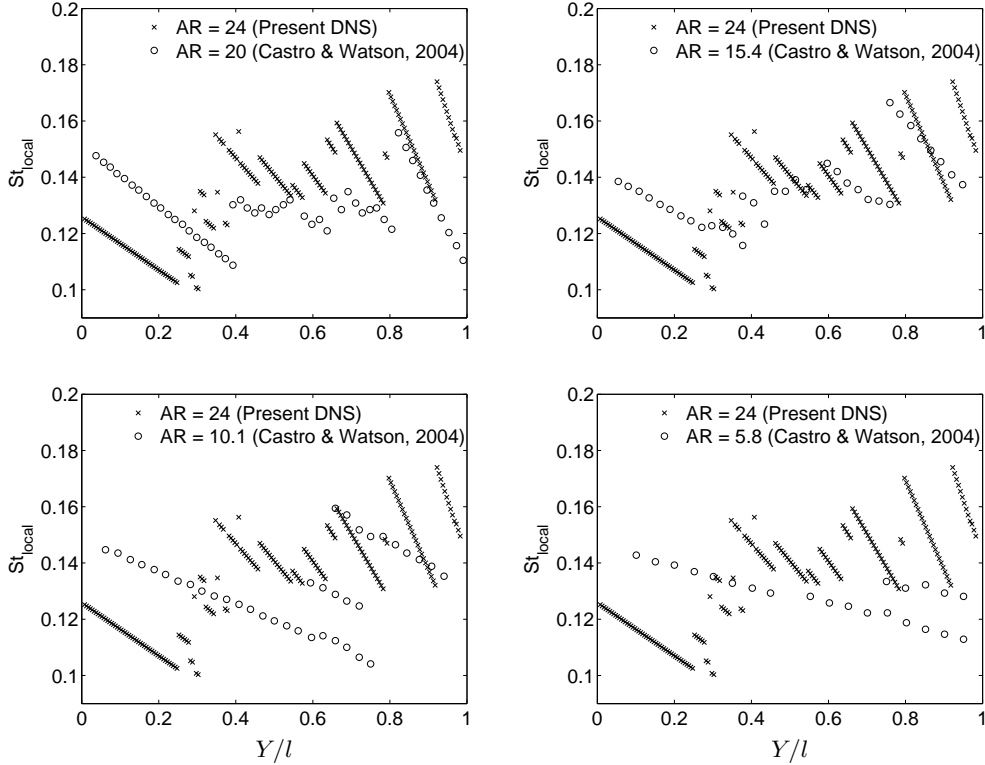 0.2
0.18
0.16
0.14
0.12
0.1
St_local
× AR = 24 (Present DNS)
○ AR = 20 (Castro & Watson, 2004)
0 0.2 0.4 0.6 0.8 1
0.2
0.18
0.16
0.14
0.12
0.1
St_local
× AR = 24 (Present DNS)
○ AR = 15.4 (Castro & Watson, 2004)
0 0.2 0.4 0.6 0.8 1
0.2
0.18
0.16
0.14
0.12
0.1
St_local
× AR = 24 (Present DNS)
○ AR = 10.1 (Castro & Watson, 2004)
0 0.2 0.4 0.6 0.8 1
Y/l
0.2
0.18
0.16
0.14
0.12
0.1
St_local
× AR = 24 (Present DNS)
○ AR = 5.8 (Castro & Watson, 2004)
0 0.2 0.4 0.6 0.8 1
Y/l